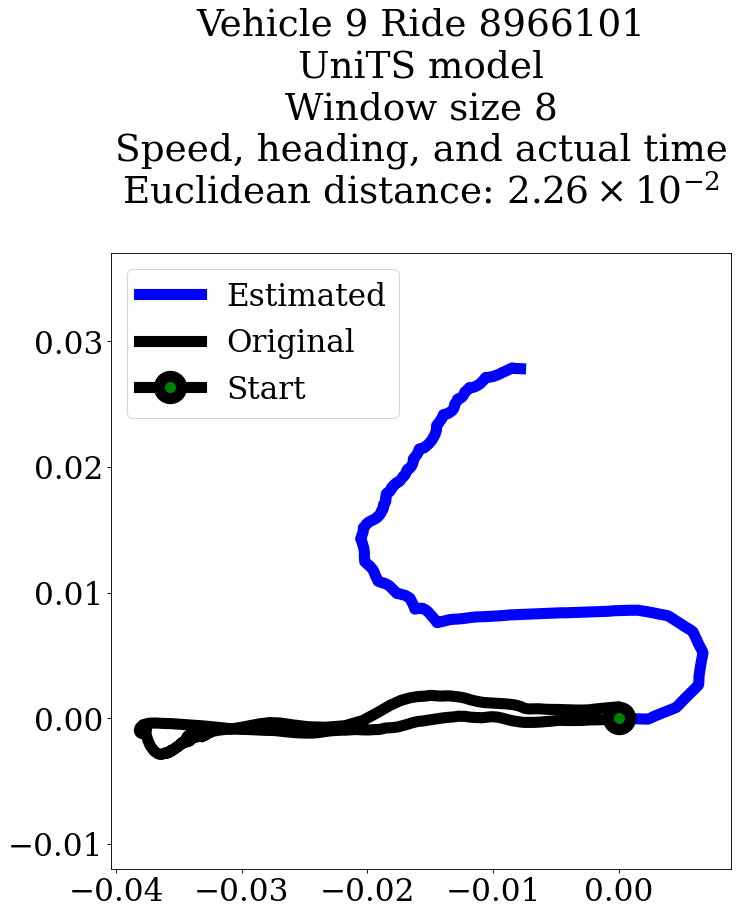 Vehicle 9 Ride 8966101
UniTS model
Window size 8
Speed, heading, and actual time
Euclidean distance: 2.26 × 10⁻²
Estimated
Original
Start
0.03
0.02
0.01
0.00
−0.01
−0.04 −0.03 −0.02 −0.01 0.00